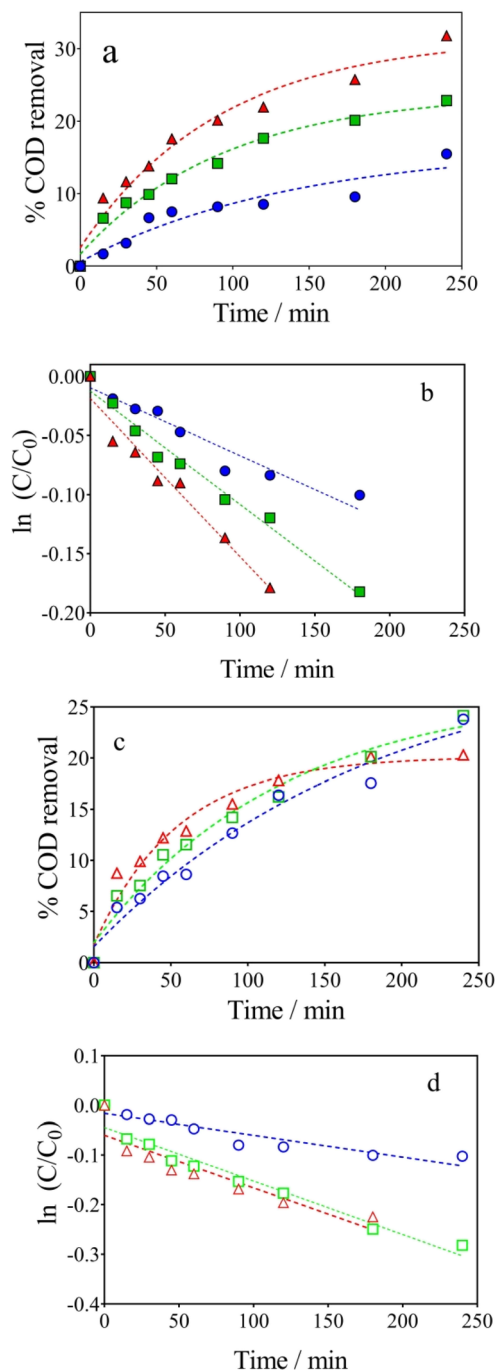 a
% COD removal
30
20
10
0
0 50 100 150 200 250
Time / min
b
ln (C/C0)
0.00
-0.05
-0.10
-0.15
-0.20
0 50 100 150 200 250
Time / min
c
% COD removal
25
20
15
10
5
0
0 50 100 150 200 250
Time / min
d
ln (C/C0)
0.1
0.0
-0.1
-0.2
-0.3
-0.4
0 50 100 150 200 250
Time / min